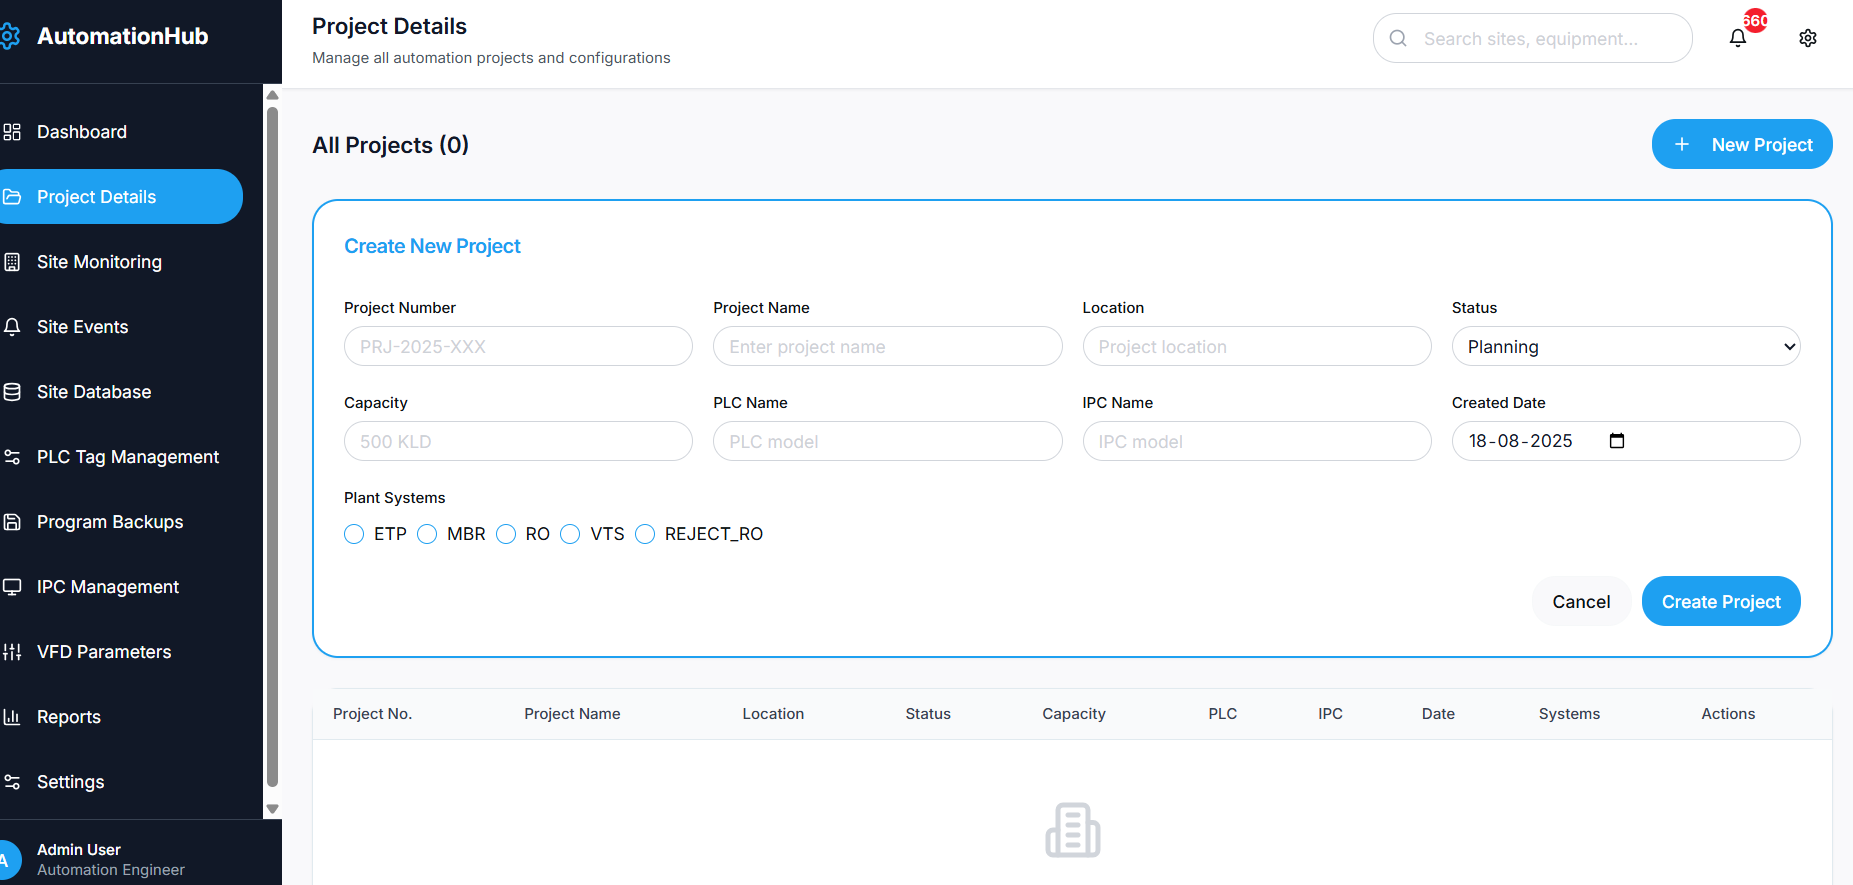 AutomationHub
Dashboard
Project Details
Site Monitoring
Site Events
Site Database
PLC Tag Management
Program Backups
IPC Management
VFD Parameters
Reports
Settings
A
Admin User
Automation Engineer
Project Details
Manage all automation projects and configurations
Search sites, equipment...
660
All Projects (0)
+ New Project
Create New Project
Project Number Project Name Location Status
PRJ-2025-XXX Enter project name Project location Planning
Capacity PLC Name IPC Name Created Date
500 KLD PLC model IPC model 18-08-2025
Plant Systems
ETP MBR RO VTS REJECT_RO
Cancel Create Project
Project No. Project Name Location Status Capacity PLC IPC Date Systems Actions